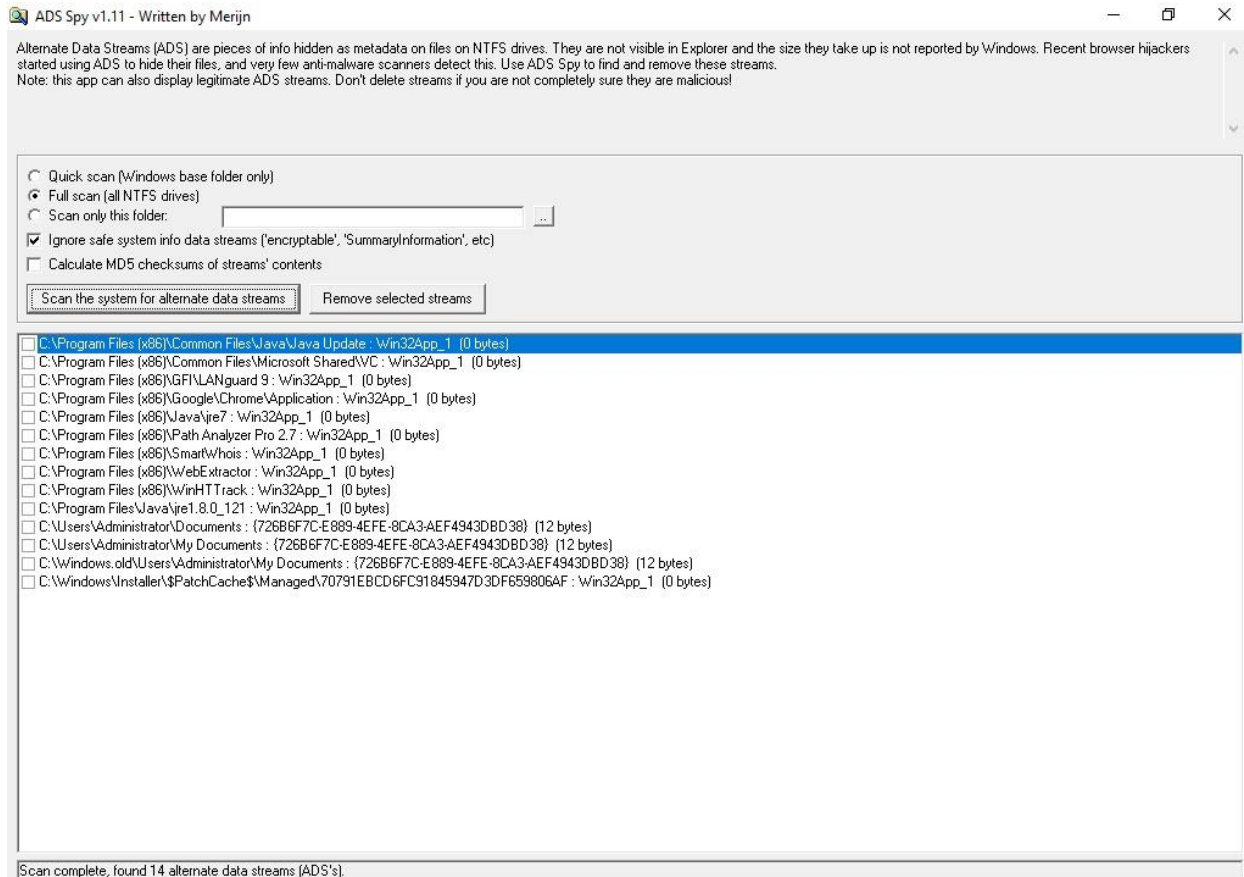 ADS Spy v1.11 - Written by Merijn
Alternate Data Streams (ADS) are pieces of info hidden as metadata on files on NTFS drives. They are not visible in Explorer and the size they take up is not reported by Windows. Recent browser hijackers
started using ADS to hide their files, and very few anti-malware scanners detect this. Use ADS Spy to find and remove these streams.
Note: this app can also display legitimate ADS streams. Don't delete streams if you are not completely sure they are malicious!
Quick scan (Windows base folder only)
Full scan (all NTFS drives)
Scan only this folder:
..
Ignore safe system info data streams ('encryptable', 'SummaryInformation', etc)
Calculate MD5 checksums of streams' contents
Scan the system for alternate data streams
Remove selected streams
C:\Program Files (x86)\Common Files\Java\Java Update : Win32App_1 (0 bytes)
C:\Program Files (x86)\Common Files\Microsoft Shared\VC : Win32App_1 (0 bytes)
C:\Program Files (x86)\GFI\LANguard 9 : Win32App_1 (0 bytes)
C:\Program Files (x86)\Google\Chrome\Application : Win32App_1 (0 bytes)
C:\Program Files (x86)\Java\jre7 : Win32App_1 (0 bytes)
C:\Program Files (x86)\Path Analyzer Pro 2.7 : Win32App_1 (0 bytes)
C:\Program Files (x86)\SmartWhois : Win32App_1 (0 bytes)
C:\Program Files (x86)\WebExtractor : Win32App_1 (0 bytes)
C:\Program Files (x86)\WinHTTrack : Win32App_1 (0 bytes)
C:\Program Files\Java\jre1.8.0_121 : Win32App_1 (0 bytes)
C:\Users\Administrator\Documents : {726B6F7C-E889-4EFE-8CA3-AEF4943DBD38} (12 bytes)
C:\Users\Administrator\My Documents : {726B6F7C-E889-4EFE-8CA3-AEF4943DBD38} (12 bytes)
C:\Windows.old\Users\Administrator\My Documents : {726B6F7C-E889-4EFE-8CA3-AEF4943DBD38} (12 bytes)
C:\Windows\Installer\$PatchCache$\Managed\70791EBCD6FC91845947D3DF659806AF : Win32App_1 (0 bytes)
Scan complete, found 14 alternate data streams (ADS's).